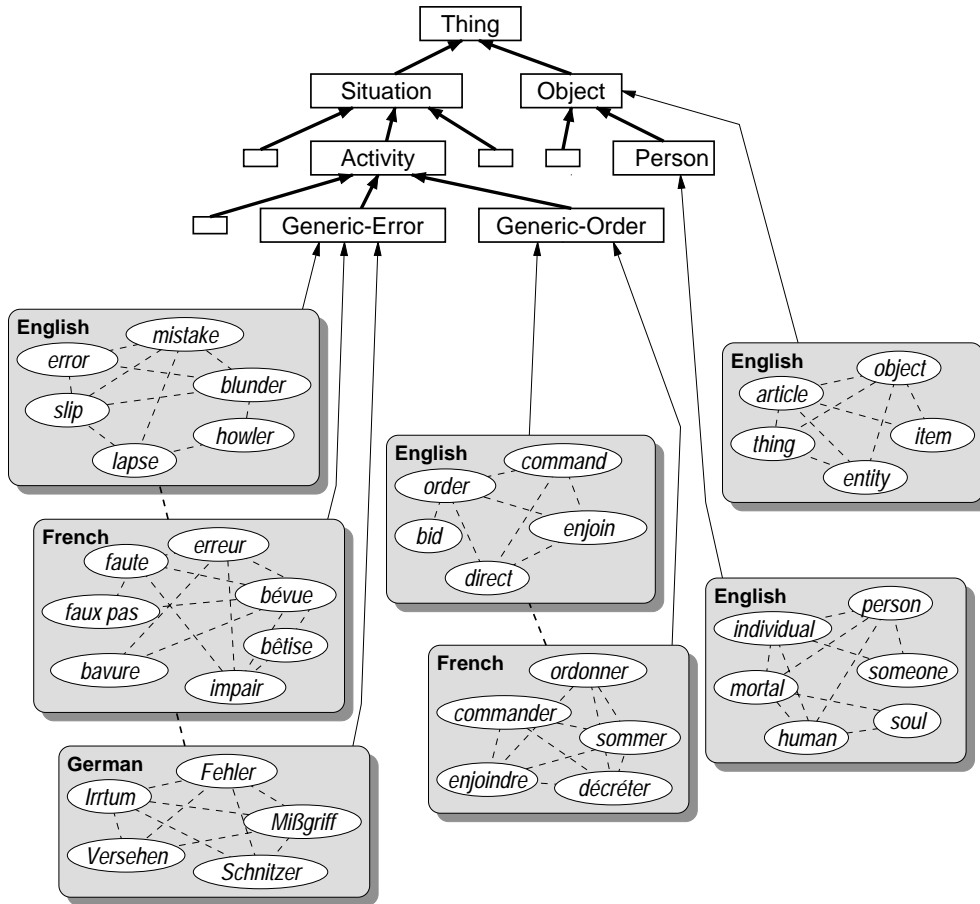 Thing
Situation
Object
Activity
Person
Generic-Error
Generic-Order
English
mistake
error
blunder
slip
howler
lapse
French
erreur
faute
bévue
faux pas
bêtise
bavure
impair
German
Fehler
Irrtum
Mißgriff
Versehen
Schnitzer
English
command
order
enjoin
bid
direct
French
ordonner
commander
sommer
enjoindre
décréter
English
object
article
item
thing
entity
English
person
individual
someone
mortal
soul
human